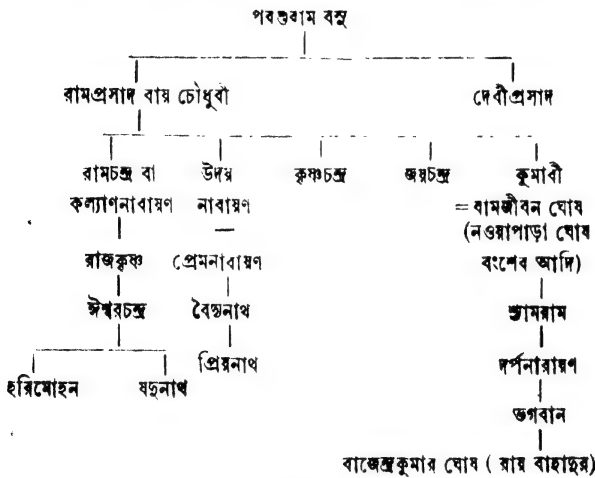 পরশুরাম বসু
রামপ্রসাদ রায় চৌধুরী দেবীপ্রসাদ
রামচন্দ্র বা উদয় কৃষ্ণচন্দ্র জয়চন্দ্র কুমারী
কল্যাণনারায়ণ নারায়ণ = রামজীবন ঘোষ
(নওয়াপাড়া ঘোষ
রাজকৃষ্ণ প্রেমনারায়ণ বংশের আদি)
ঈশ্বরচন্দ্র বৈদ্যনাথ শ্যামরাম
হরিমোহন যদুনাথ প্রিয়নাথ দর্পনারায়ণ
ভগবান
রাজেন্দ্রকুমার ঘোষ ( রায় বাহাদুর)